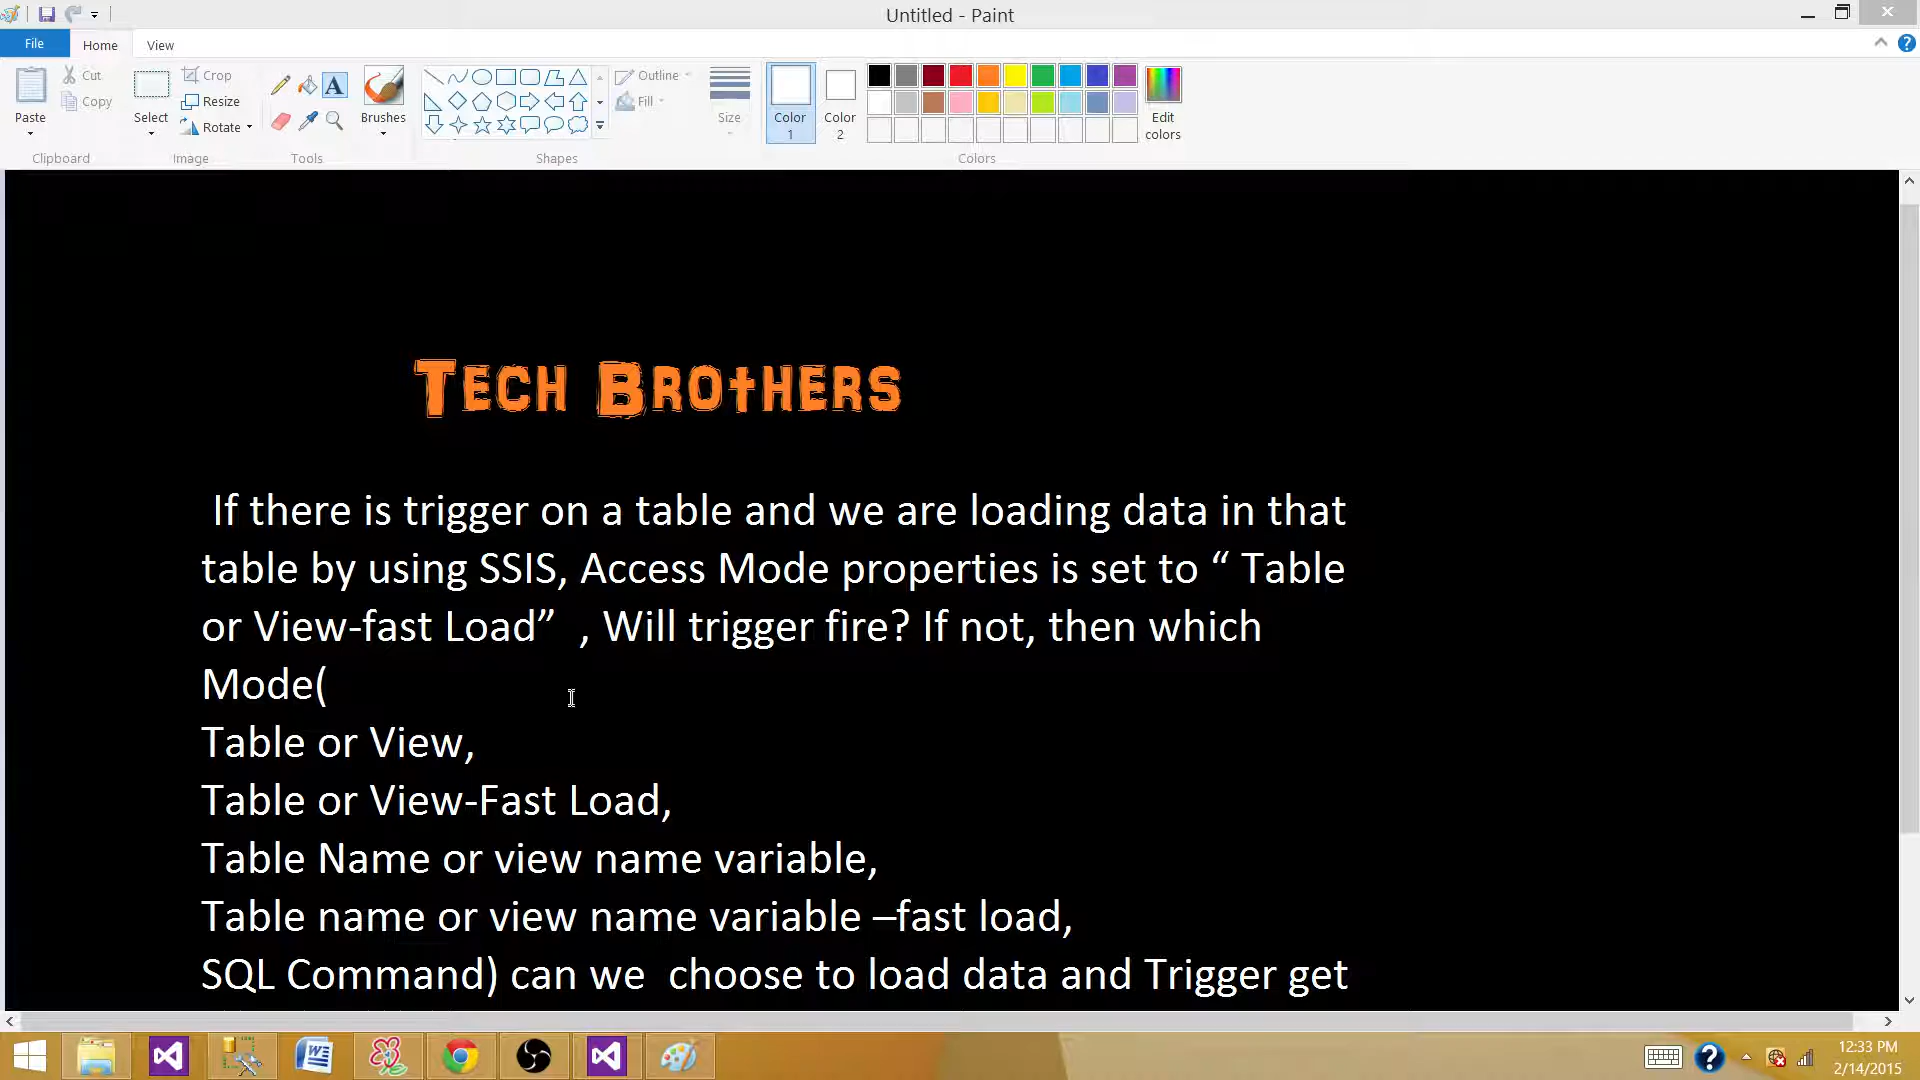 Untitled - Paint
File
Home
View
Paste
Cut
Copy
Clipboard
Select
Crop
Resize
Rotate
Image
A
Tools
Brushes
Outline
Fill
Shapes
Size
Color 1
Color 2
Edit colors
Colors
Tech Brothers
If there is trigger on a table and we are loading data in that
table by using SSIS, Access Mode properties is set to “ Table
or View-fast Load” , Will trigger fire? If not, then which
Mode(
Table or View,
Table or View-Fast Load,
Table Name or view name variable,
Table name or view name variable –fast load,
SQL Command) can we choose to load data and Trigger get
12:33 PM
2/14/2015